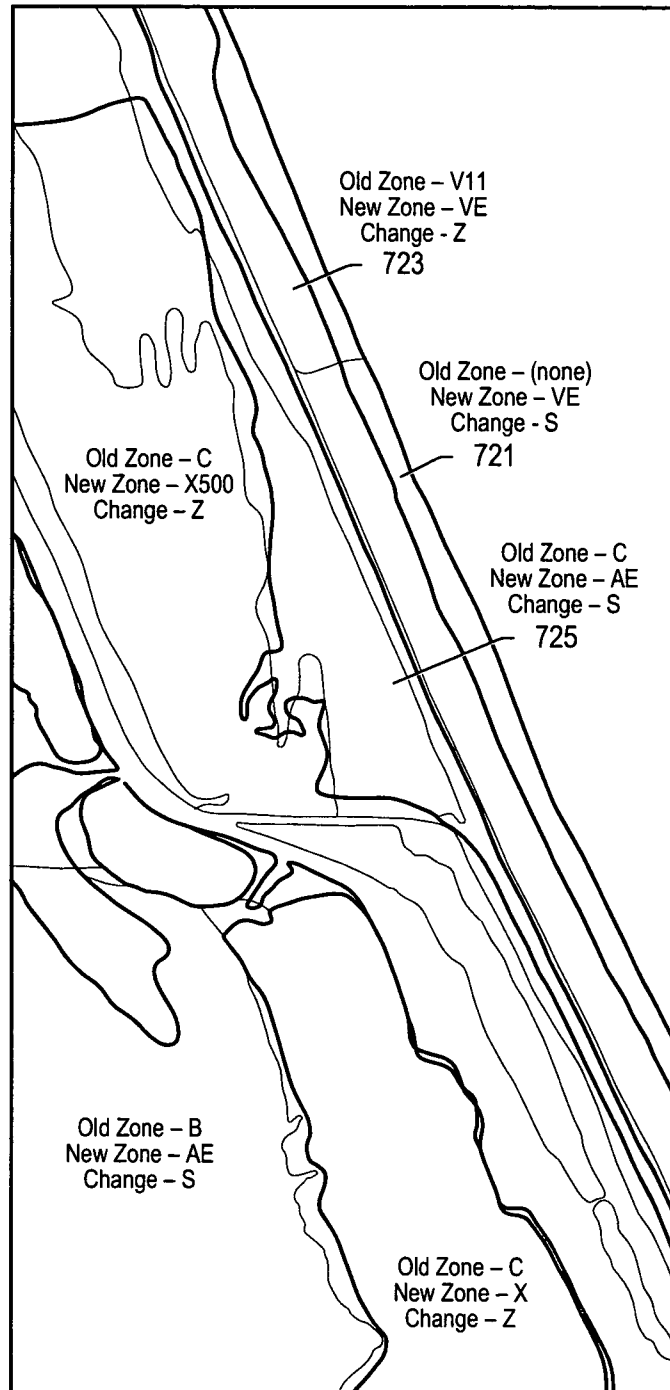 Old Zone – V11
New Zone – VE
Change - Z
723
Old Zone – (none)
New Zone – VE
Change - S
721
Old Zone – C
New Zone – X500
Change – Z
Old Zone – C
New Zone – AE
Change – S
725
Old Zone – B
New Zone – AE
Change – S
Old Zone – C
New Zone – X
Change – Z